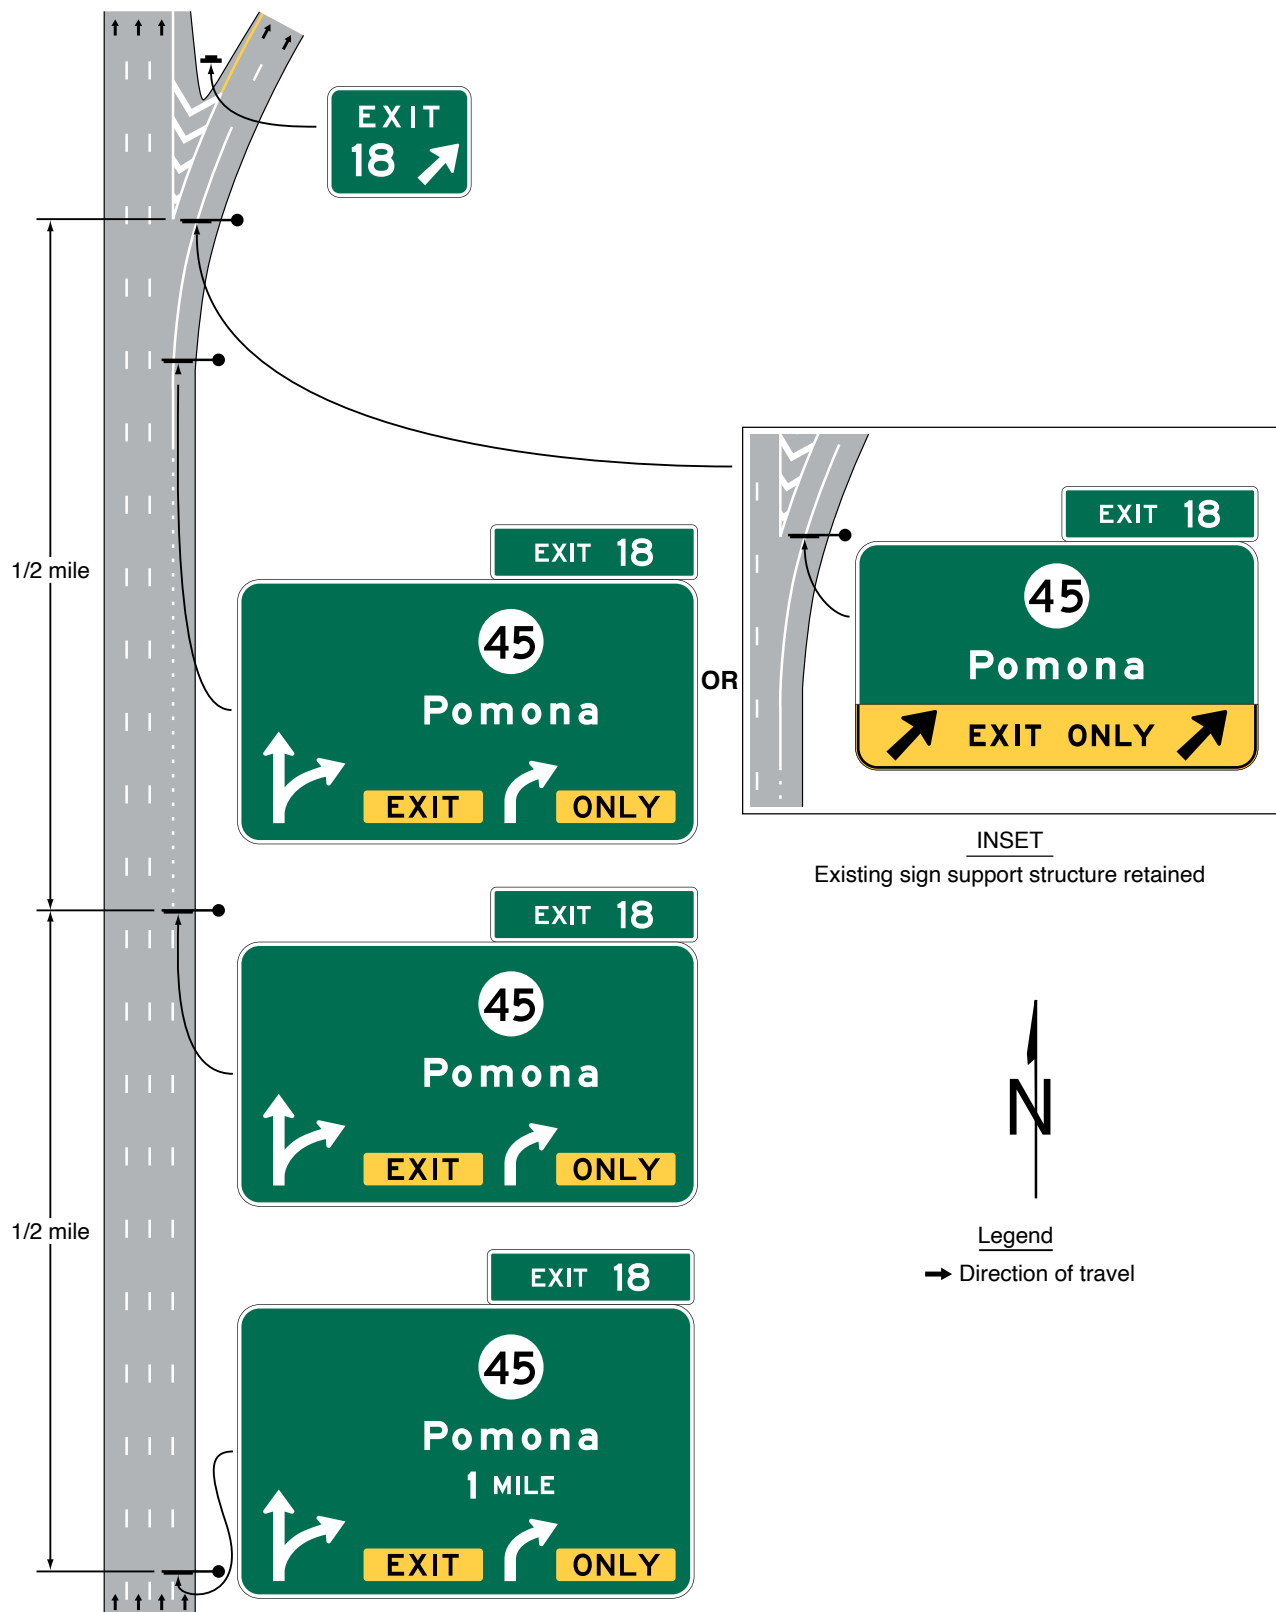 EXIT
18
1/2 mile
EXIT 18
45
Pomona
EXIT ONLY
OR
EXIT 18
45
Pomona
EXIT ONLY
INSET
Existing sign support structure retained
EXIT 18
45
Pomona
EXIT ONLY
1/2 mile
N
Legend
Direction of travel
EXIT 18
45
Pomona
1 MILE
EXIT ONLY